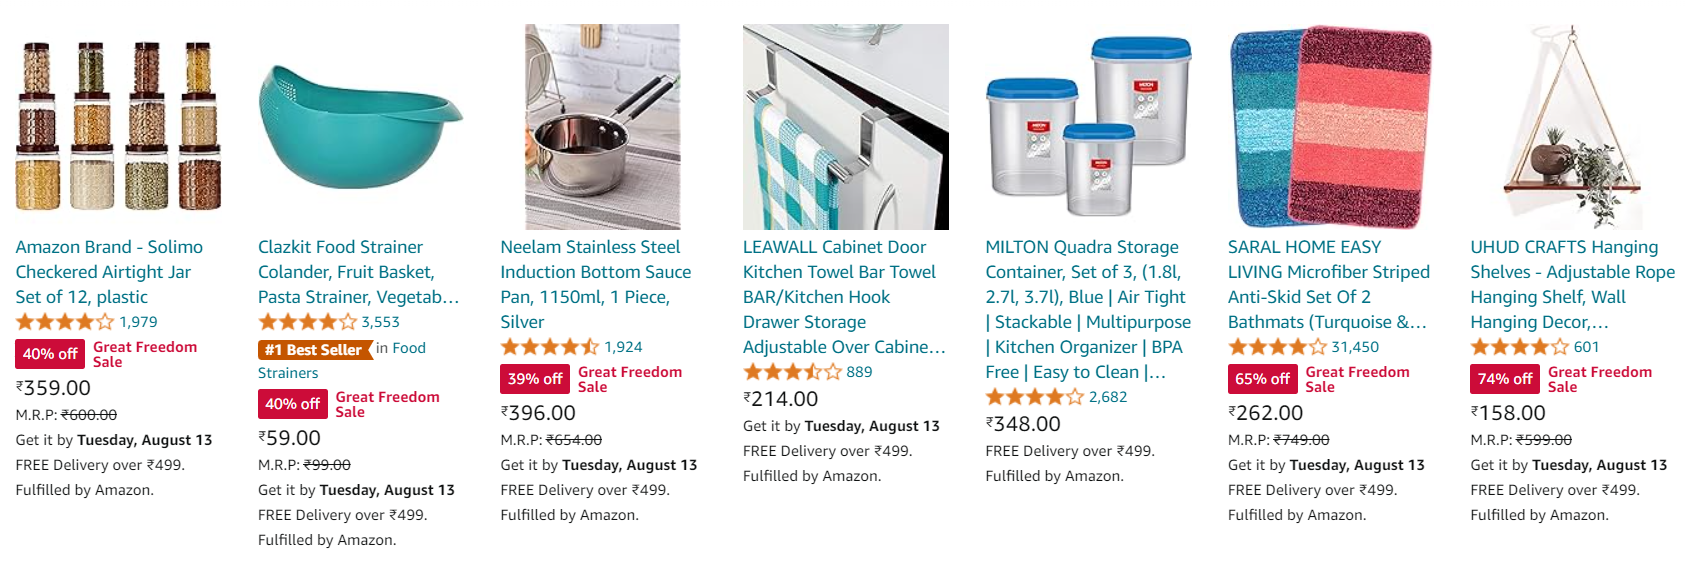 Amazon Brand - Solimo
Checkered Airtight Jar
Set of 12, plastic
1,979
40% off Great Freedom
Sale
₹359.00
M.R.P: ₹600.00
Get it by Tuesday, August 13
FREE Delivery over ₹499.
Fulfilled by Amazon.
Clazkit Food Strainer
Colander, Fruit Basket,
Pasta Strainer, Vegetab…
3,553
#1 Best Seller in Food
Strainers
40% off Great Freedom
Sale
₹59.00
M.R.P: ₹99.00
Get it by Tuesday, August 13
FREE Delivery over ₹499.
Fulfilled by Amazon.
Neelam Stainless Steel
Induction Bottom Sauce
Pan, 1150ml, 1 Piece,
Silver
1,924
39% off Great Freedom
Sale
₹396.00
M.R.P: ₹654.00
Get it by Tuesday, August 13
FREE Delivery over ₹499.
Fulfilled by Amazon.
LEAWALL Cabinet Door
Kitchen Towel Bar Towel
BAR/Kitchen Hook
Drawer Storage
Adjustable Over Cabine…
889
₹214.00
Get it by Tuesday, August 13
FREE Delivery over ₹499.
Fulfilled by Amazon.
MILTON
MILTON
MILTON
MILTON Quadra Storage
Container, Set of 3, (1.8l,
2.7l, 3.7l), Blue | Air Tight
| Stackable | Multipurpose
| Kitchen Organizer | BPA
Free | Easy to Clean |…
2,682
₹348.00
FREE Delivery over ₹499.
Fulfilled by Amazon.
SARAL HOME EASY
LIVING Microfiber Striped
Anti-Skid Set Of 2
Bathmats (Turquoise &…
31,450
65% off Great Freedom
Sale
₹262.00
M.R.P: ₹749.00
Get it by Tuesday, August 13
FREE Delivery over ₹499.
Fulfilled by Amazon.
UHUD CRAFTS Hanging
Shelves - Adjustable Rope
Hanging Shelf, Wall
Hanging Decor,…
601
74% off Great Freedom
Sale
₹158.00
M.R.P: ₹599.00
Get it by Tuesday, August 13
FREE Delivery over ₹499.
Fulfilled by Amazon.